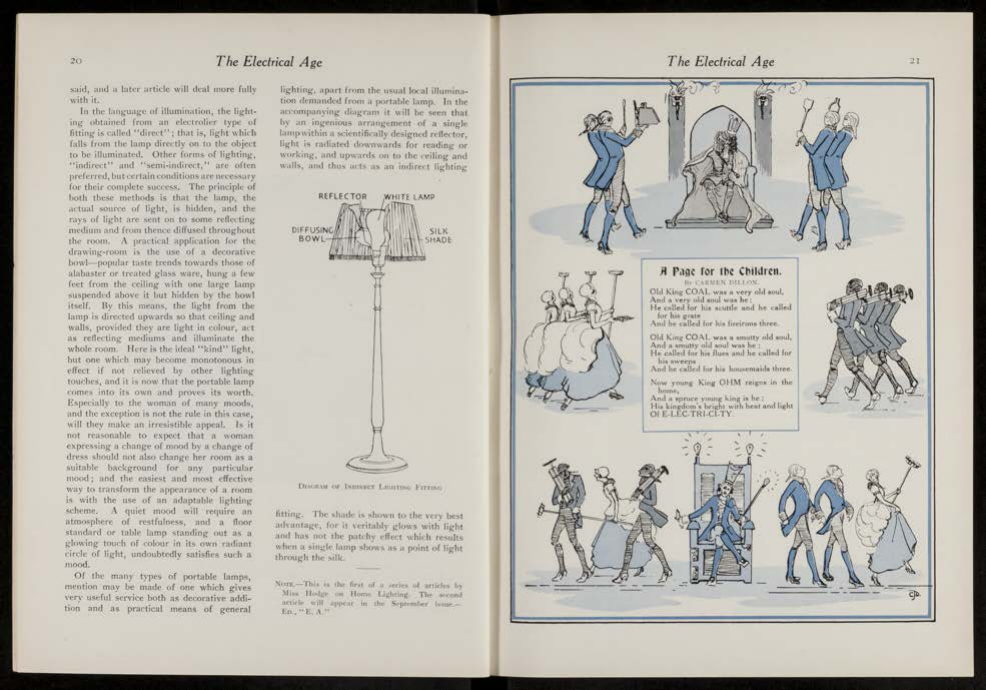 20
The Electrical Age
said, and a later article will deal more fully
with it.
In the language of illumination, the light-
ing obtained from an electrolier type of
fitting is called "direct"; that is, light which
falls from the lamp directly on to the object
to be illuminated. Other forms of lighting,
"indirect" and "semi-indirect," are often
preferred, but certain conditions are necessary
for their complete success. The principle of
both these methods is that the lamp, the
actual source of light, is hidden, and the
rays of light are sent on to some reflecting
medium and from thence diffused throughout
the room. A practical application for the
drawing-room is the use of a decorative
bowl—popular taste trends towards those of
alabaster or treated glass ware, hung a few
feet from the ceiling with one large lamp
suspended above it but hidden by the bowl
itself. By this means, the light from the
lamp is directed upwards so that ceiling and
walls, provided they are light in colour, act
as reflecting mediums and illuminate the
whole room. Here is the ideal "kind" light,
but one which may become monotonous in
effect if not relieved by other lighting
touches, and it is now that the portable lamp
comes into its own and proves its worth.
Especially to the woman of many moods,
and the exception is not the rule in this case,
will they make an irresistible appeal. Is it
not reasonable to expect that a woman
expressing a change of mood by a change of
dress should not also change her room as a
suitable background for any particular
mood; and the easiest and most effective
way to transform the appearance of a room
is with the use of an adaptable lighting
scheme. A quiet mood will require an
atmosphere of restfulness, and a floor
standard or table lamp standing out as a
glowing touch of colour in its own radiant
circle of light, undoubtedly satisfies such a
mood.
Of the many types of portable lamps,
mention may be made of one which gives
very useful service both as decorative addi-
tion and as practical means of general
lighting, apart from the usual local illumina-
tion demanded from a portable lamp. In the
accompanying diagram it will be seen that
by an ingenious arrangement of a single
lamp within a scientifically designed reflector,
light is radiated downwards for reading or
working, and upwards on to the ceiling and
walls, and thus acts as an indirect lighting
REFLECTOR WHITE LAMP
DIFFUSING BOWL
SILK SHADE
DIAGRAM OF INDIRECT LIGHTING FITTING
fitting. The shade is shown to the very best
advantage, for it veritably glows with light
and has not the patchy effect which results
when a single lamp shows as a point of light
through the silk.
NOTE.—This is the first of a series of articles by
Miss Hodge on Home Lighting. The second
article will appear in the September issue.—
ED., "E. A."
The Electrical Age
21
A Page for the Children.
By CARMEN DILLON.
Old King COAL was a very old soul,
And a very old soul was he;
He called for his scuttle and he called
for his grate
And he called for his fireirons three.
Old King COAL was a smutty old soul,
And a smutty old soul was he;
He called for his flues and he called for
his sweeps
And he called for his housemaids three.
Now young King OHM reigns in the
home,
And a spruce young king is he;
His kingdom's bright with heat and light
Of E-LEC-TRI-CI-TY.
CJD.